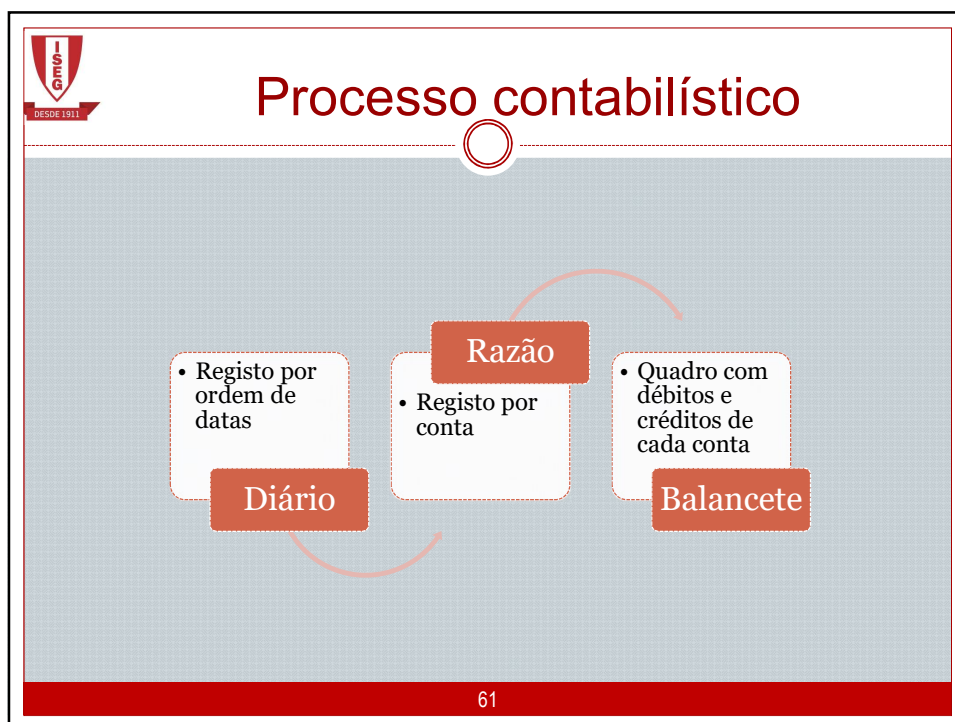 I
S
E
G
DESDE 1911
Processo contabilístico
• Registo por
ordem de
datas
Diário
Razão
• Registo por
conta
• Quadro com
débitos e
créditos de
cada conta
Balancete
61